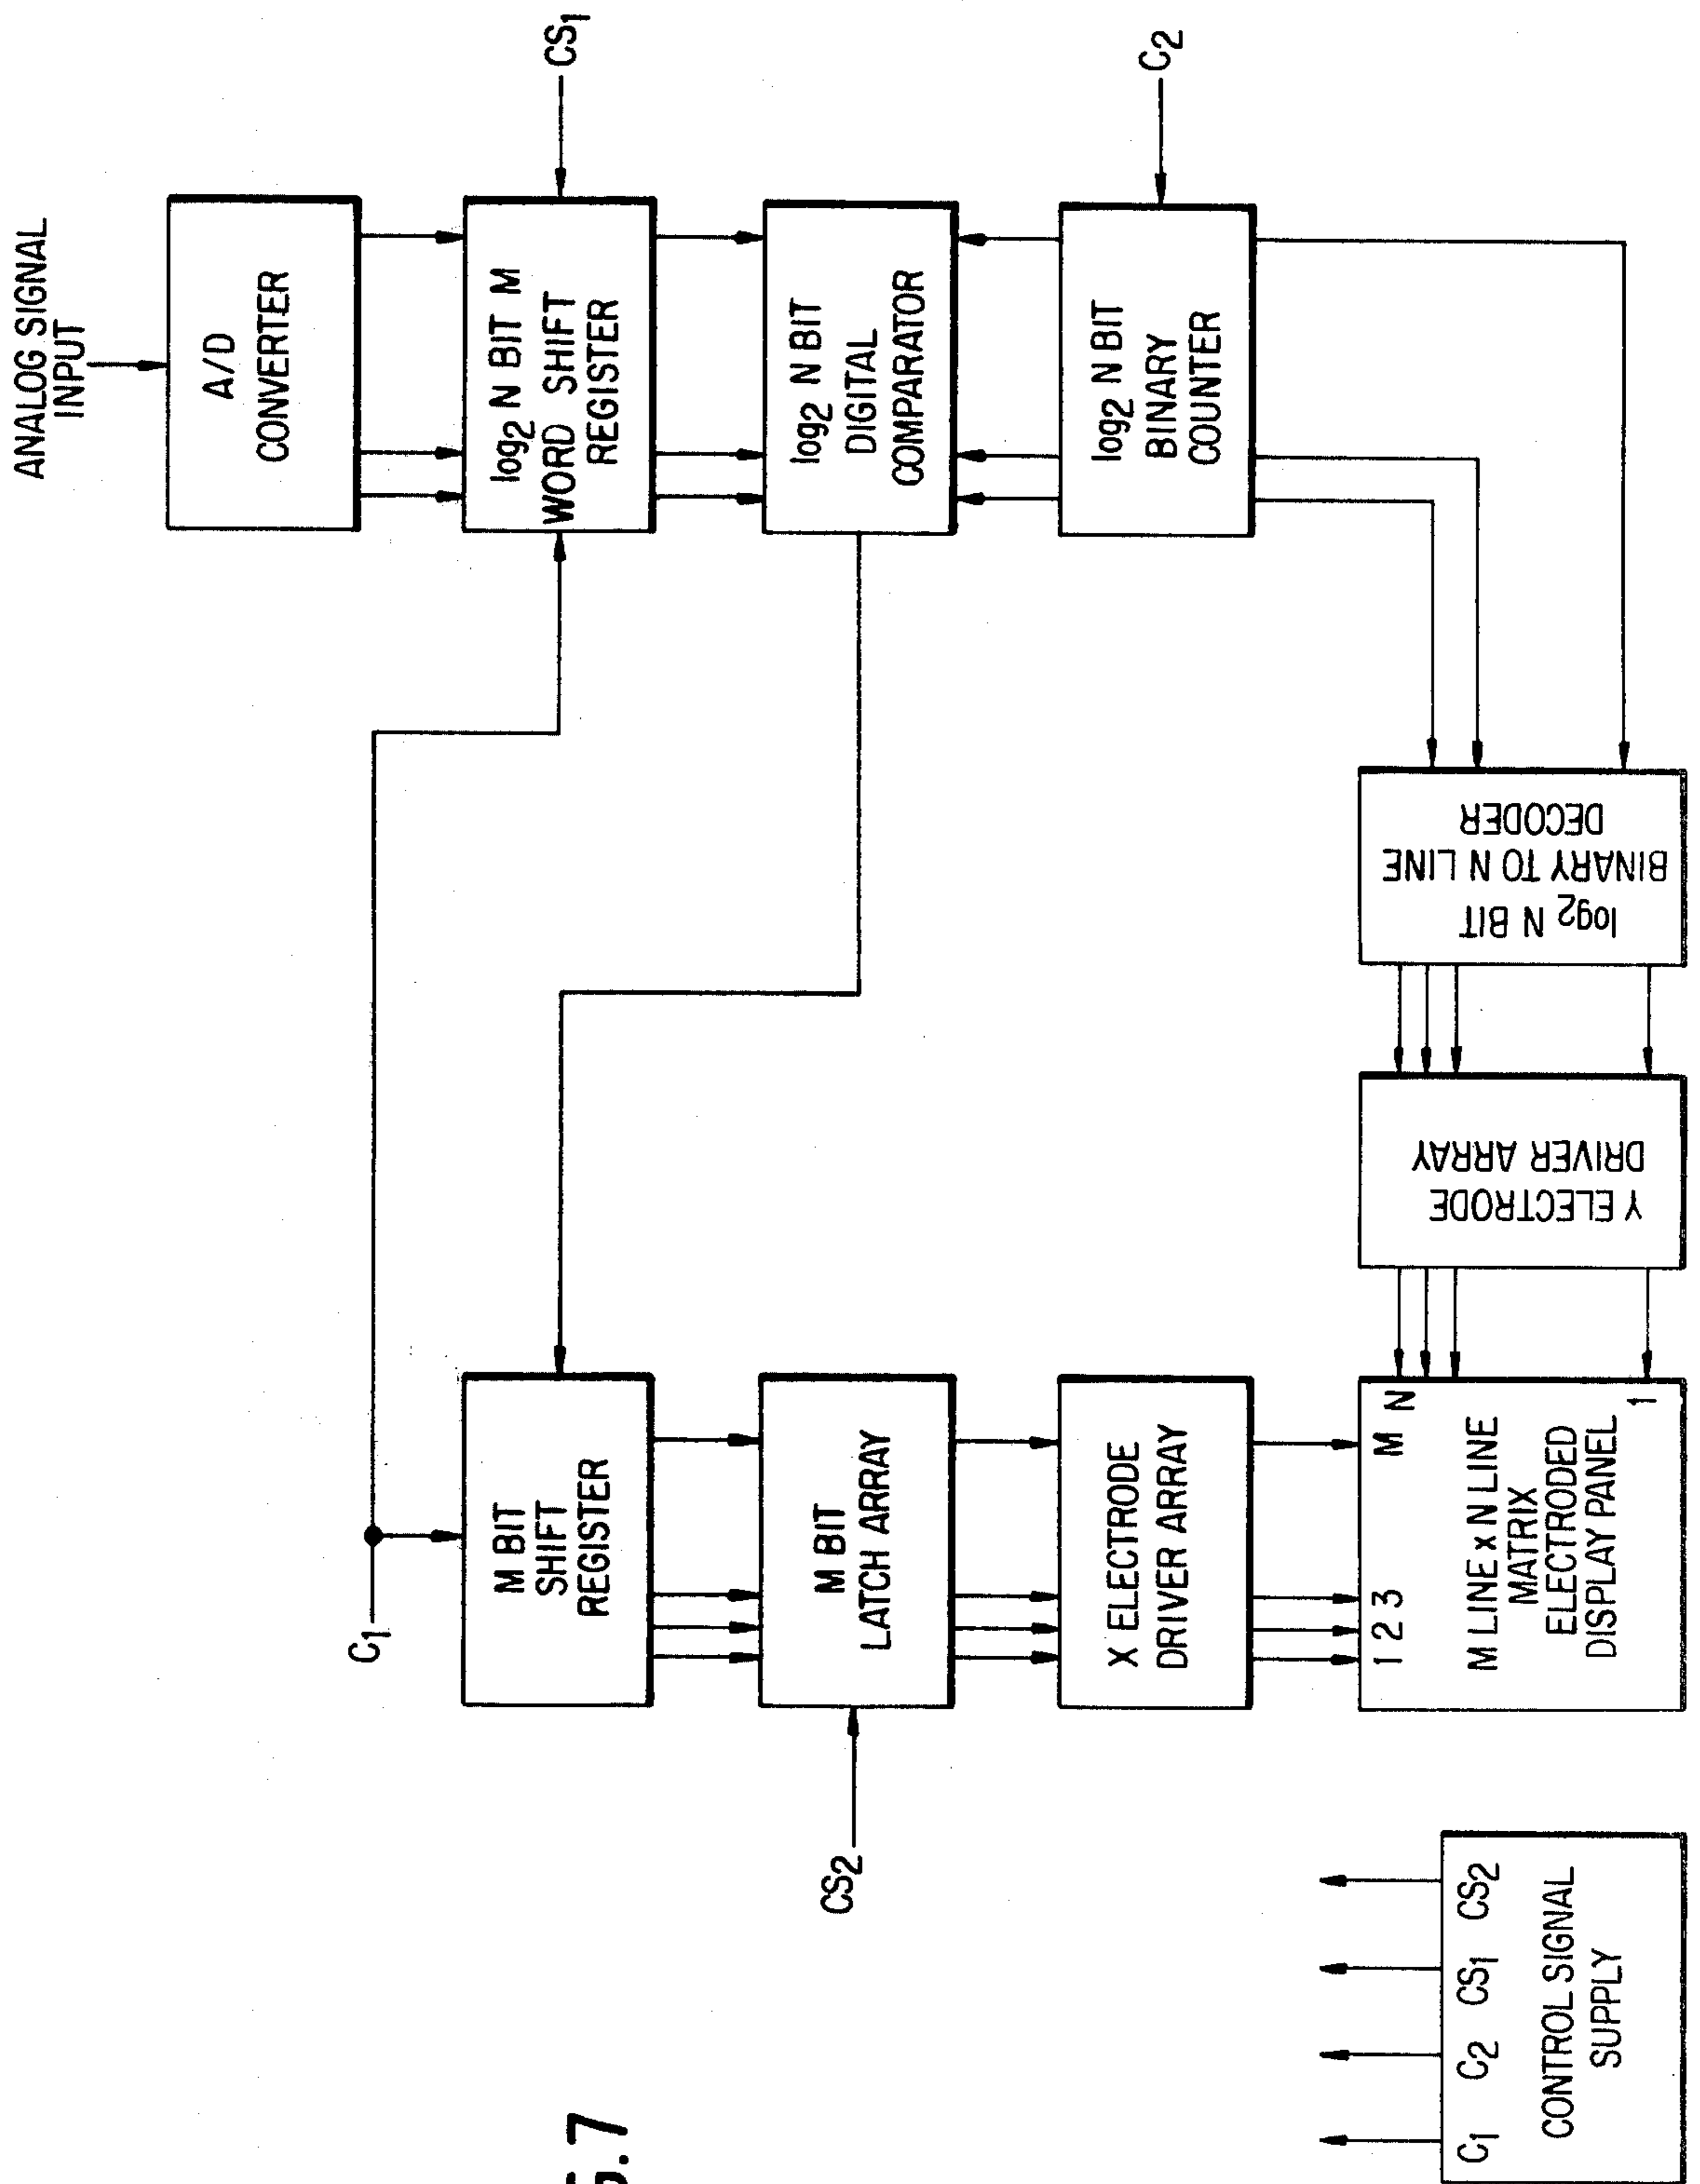 ANALOG SIGNAL
INPUT
A/D
CONVERTER
CS1
log2 N BIT M
WORD SHIFT
REGISTER
log2 N BIT
DIGITAL
COMPARATOR
C2
log2 N BIT
BINARY
COUNTER
log2 N BIT
BINARY TO N LINE
DECODER
Y ELECTRODE
DRIVER ARRAY
C1
M BIT
SHIFT
REGISTER
CS2
M BIT
LATCH ARRAY
X ELECTRODE
DRIVER ARRAY
1 2 3 M
N
1
M LINE x N LINE
MATRIX
ELECTRODED
DISPLAY PANEL
C1 C2 CS1 CS2
CONTROL SIGNAL
SUPPLY
G.7